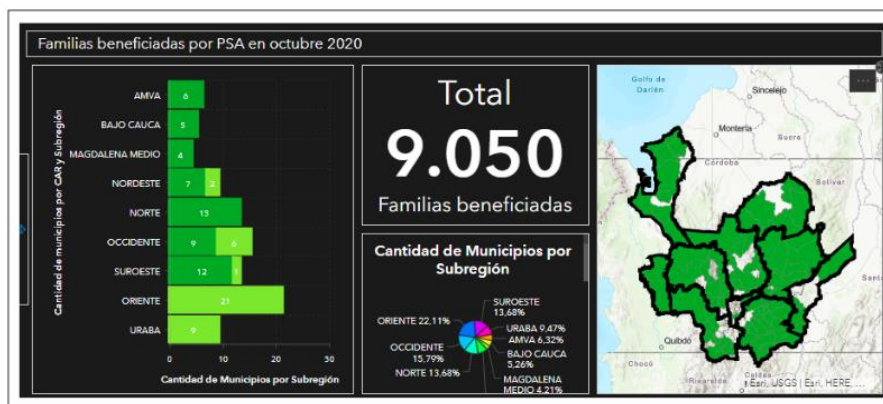 Familias beneficiadas por PSA en octubre 2020
Cantidad de municipios por CAR y Subregión
AMVA
6
BAJO CAUCA
5
MAGDALENA MEDIO
4
NORDESTE
7 2
NORTE
13
OCCIDENTE
9 6
SUROESTE
12 1
ORIENTE
21
URABA
9
0 10 20 30
Cantidad de Municipios por Subregión
Total
9.050
Familias beneficiadas
Cantidad de Municipios por
Subregión
SUROESTE
13,68%
ORIENTE 22,11%
URABA 9,47%
AMVA 6,32%
OCCIDENTE
15,79%
BAJO CAUCA
5,26%
NORTE 13,68%
MAGDALENA
MEDIO 4,21%
Golfo de
Darién
Sincelejo
Montería
Sucre
Córdoba
Bolívar
Quibdó
Chocó
Risaralda
Caldas
Esri, USGS | Esri, HERE, ...